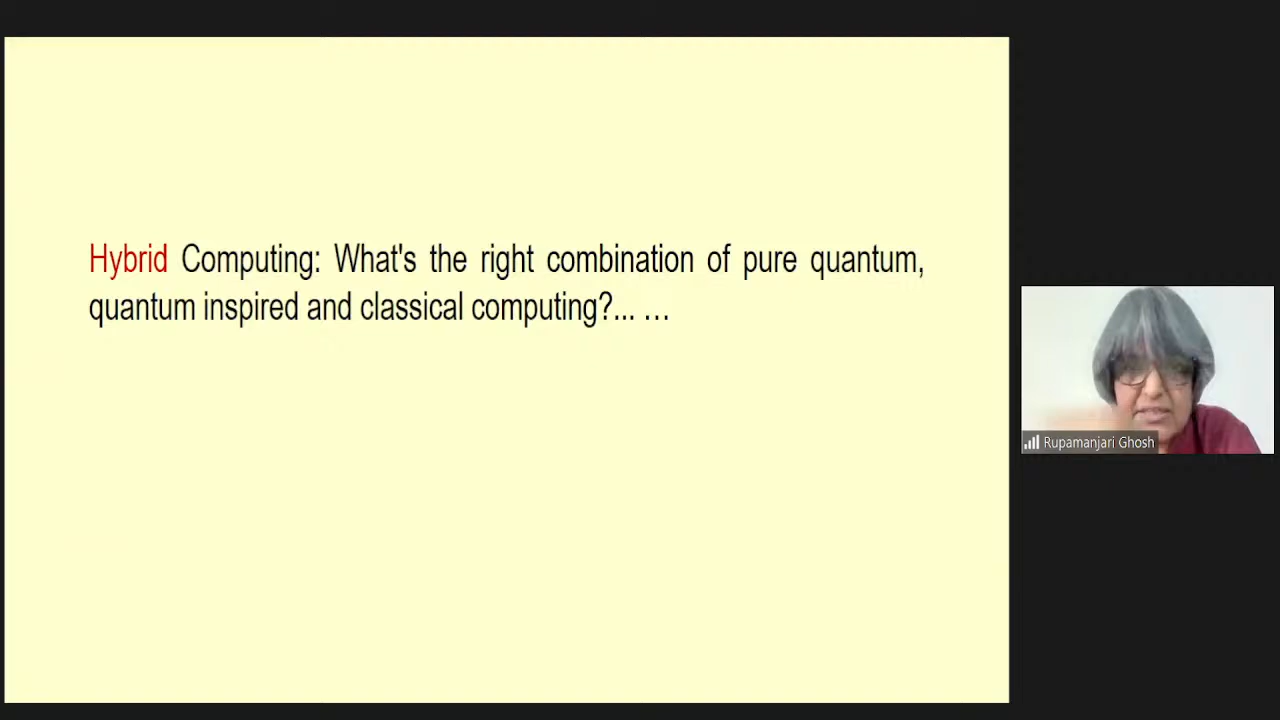 Hybrid Computing: What's the right combination of pure quantum,
quantum inspired and classical computing?... …
Rupamanjari Ghosh